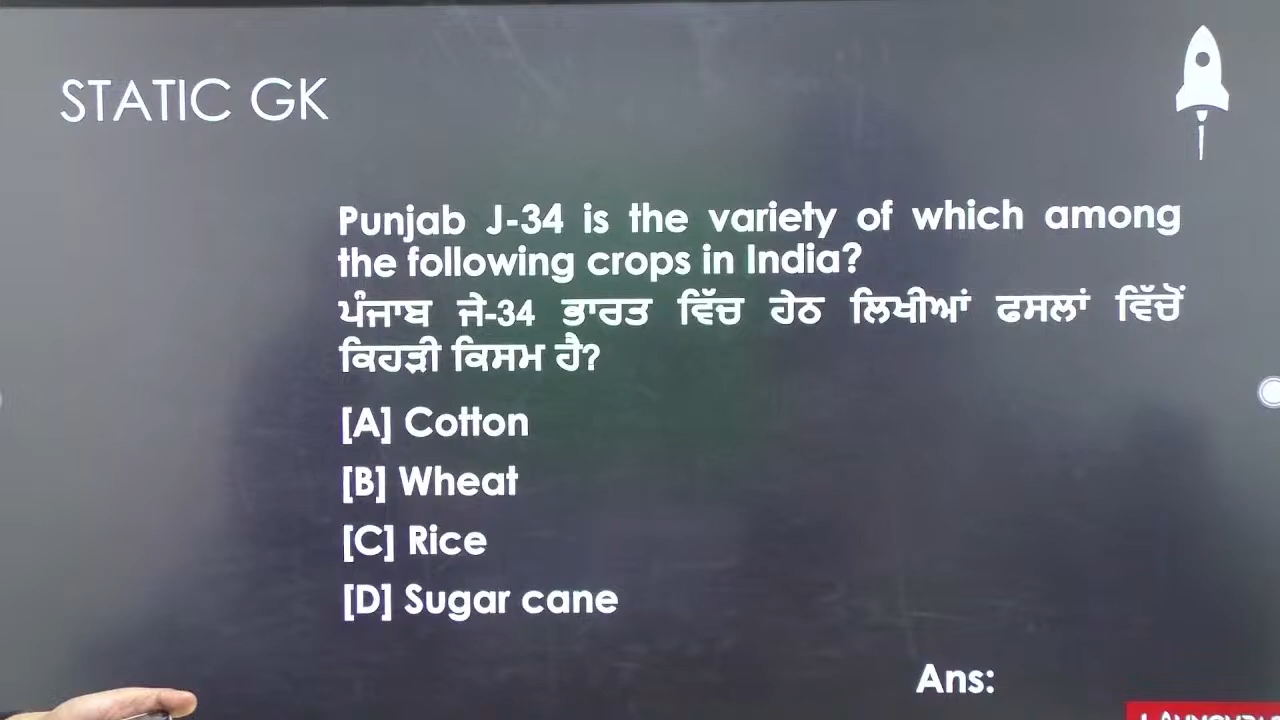 STATIC GK
Punjab J-34 is the variety of which among
the following crops in India?
ਪੰਜਾਬ ਜੇ-34 ਭਾਰਤ ਵਿੱਚ ਹੇਠ ਲਿਖੀਆਂ ਫਸਲਾਂ ਵਿੱਚੋਂ
ਕਿਹੜੀ ਕਿਸਮ ਹੈ?
[A] Cotton
[B] Wheat
[C] Rice
[D] Sugar cane
Ans: